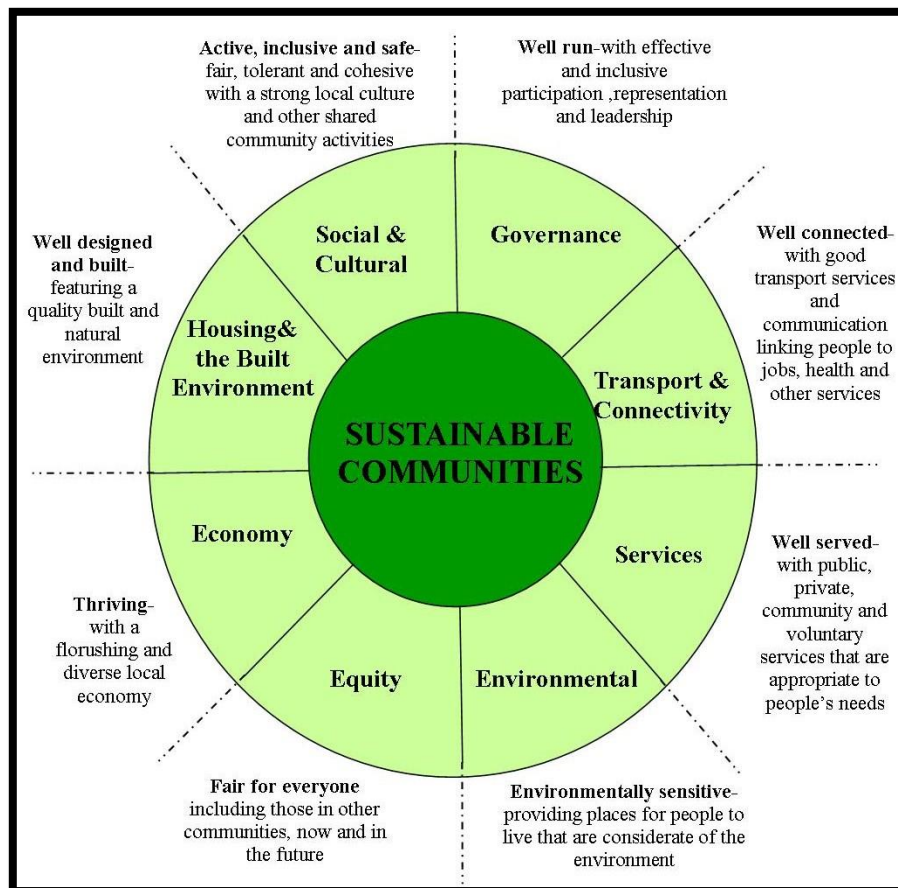 Active, inclusive and safe-
fair, tolerant and cohesive
with a strong local culture
and other shared
community activities
Well run-with effective
and inclusive
participation ,representation
and leadership
Well connected-
with good
transport services
and
communication
linking people to
jobs, health and
other services
Well served-
with public,
private,
community and
voluntary
services that are
appropriate to
people’s needs
Environmentally sensitive-
providing places for people to
live that are considerate of the
environment
Fair for everyone
including those in other
communities, now and in
the future
Thriving-
with a
florushing and
diverse local
economy
Well designed
and built-
featuring a
quality built and
natural
environment
Social &
Cultural
Governance
Transport &
Connectivity
Services
Environmental
Equity
Economy
Housing&
the Built
Environment
SUSTAINABLE
COMMUNITIES